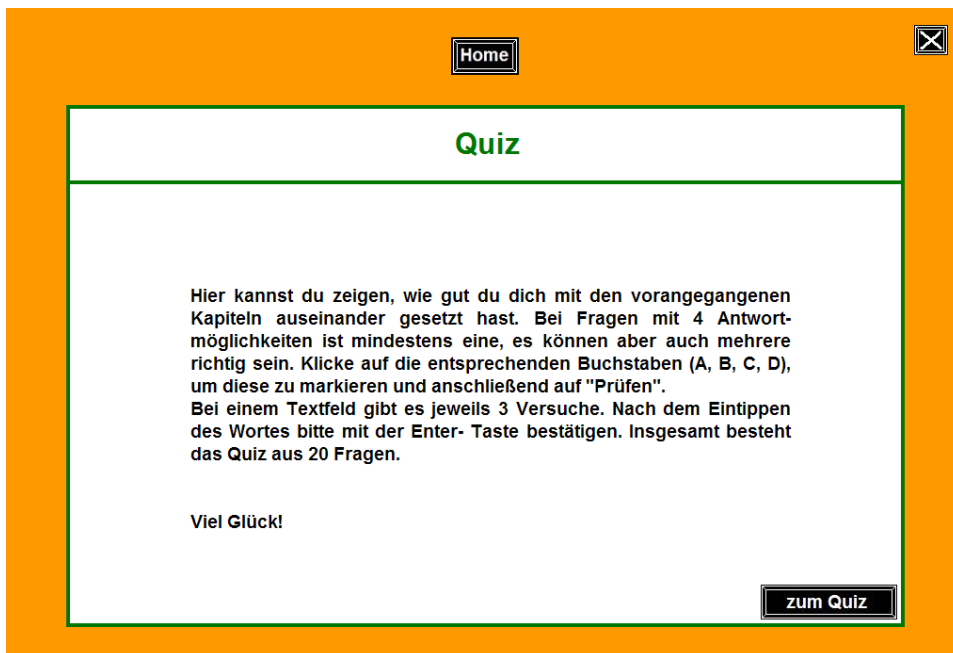 Home
Quiz
Hier kannst du zeigen, wie gut du dich mit den vorangegangenen
Kapiteln auseinander gesetzt hast. Bei Fragen mit 4 Antwort-
möglichkeiten ist mindestens eine, es können aber auch mehrere
richtig sein. Klicke auf die entsprechenden Buchstaben (A, B, C, D),
um diese zu markieren und anschließend auf "Prüfen".
Bei einem Textfeld gibt es jeweils 3 Versuche. Nach dem Eintippen
des Wortes bitte mit der Enter- Taste bestätigen. Insgesamt besteht
das Quiz aus 20 Fragen.
Viel Glück!
zum Quiz